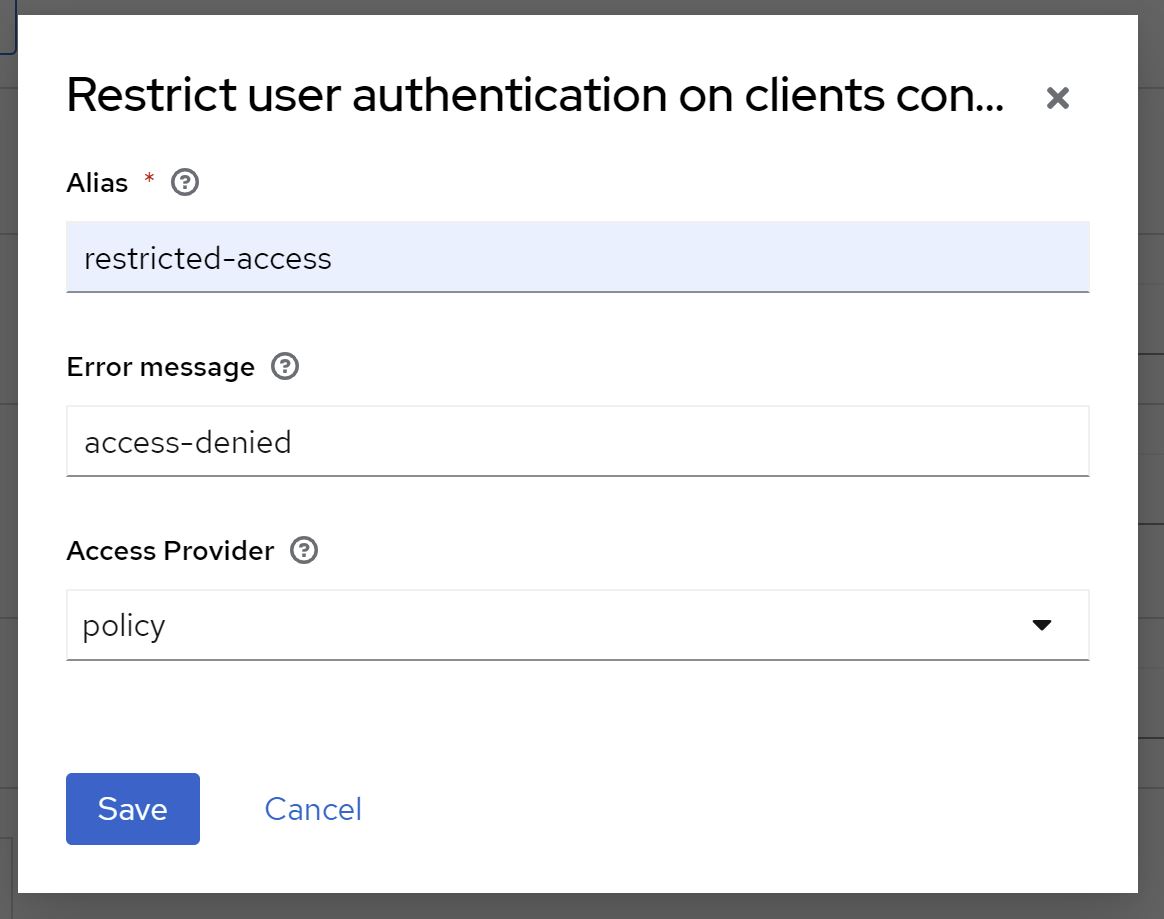 Restrict user authentication on clients con...
Alias *
restricted-access
Error message
access-denied
Access Provider
policy
Save
Cancel